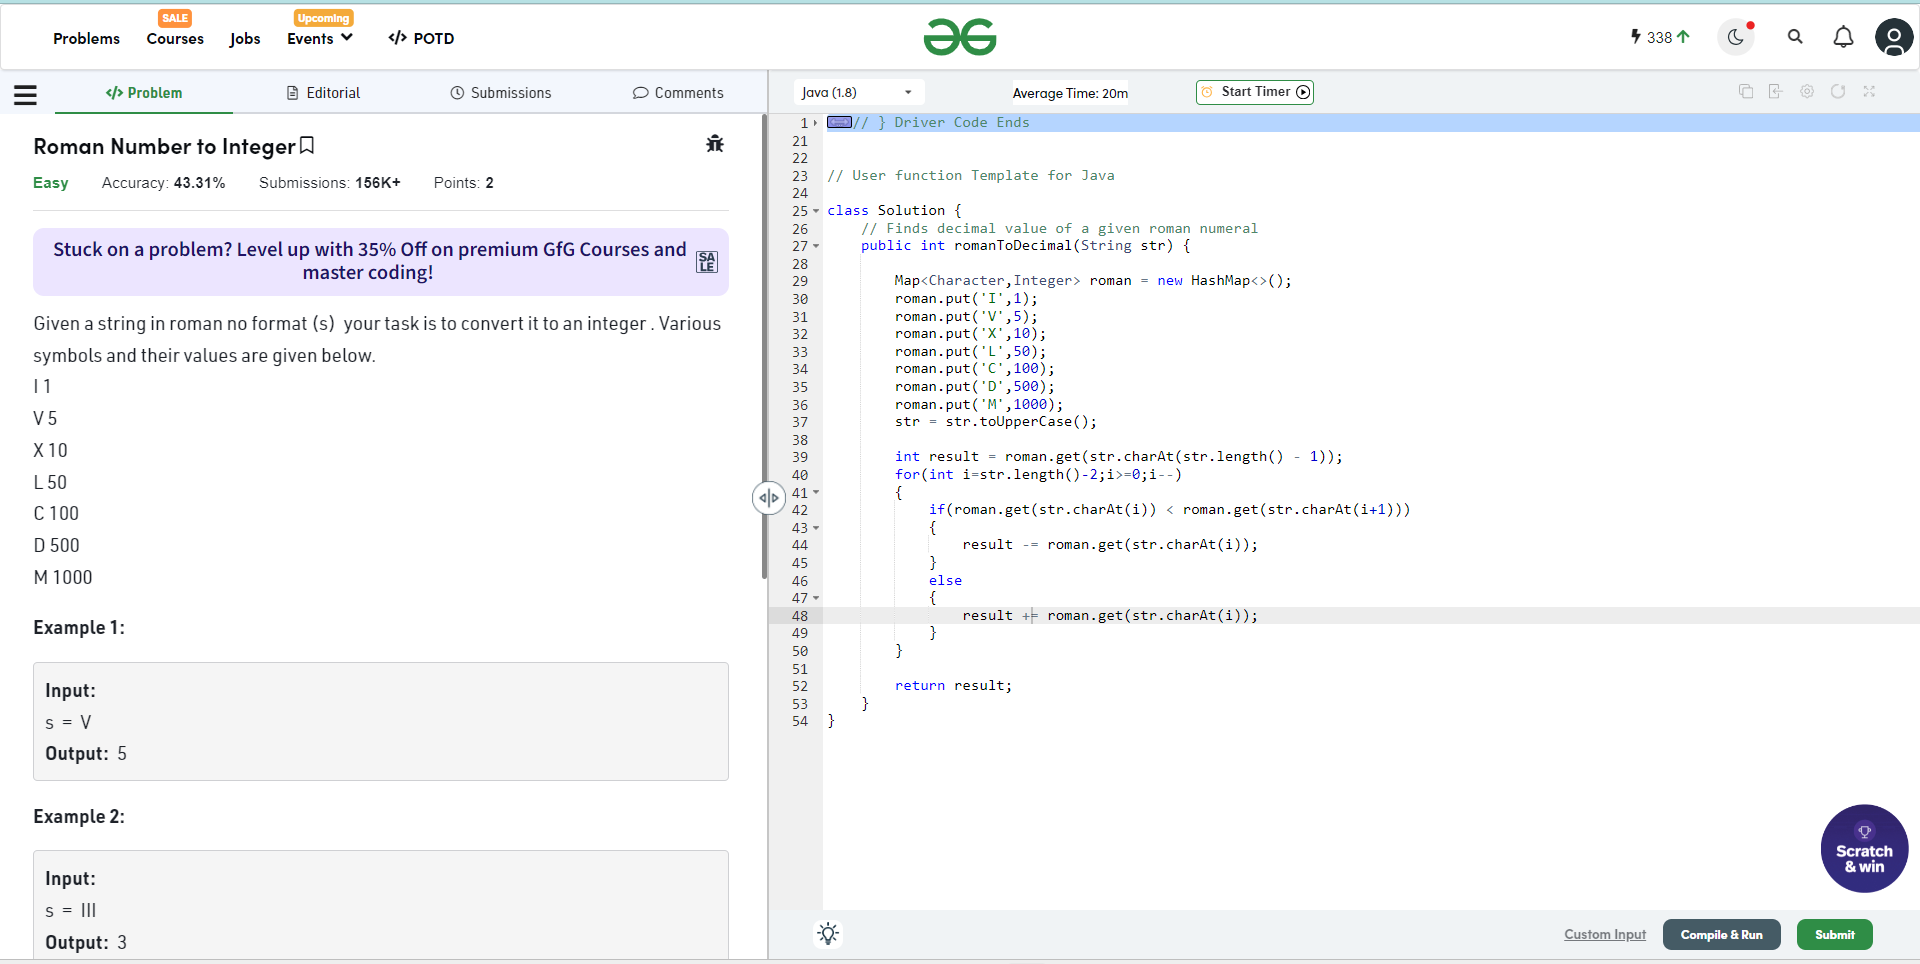 SALE
Upcoming
Problems Courses Jobs Events </> POTD
338
</> Problem Editorial Submissions Comments
Java (1.8) Average Time: 20m Start Timer
Roman Number to Integer
Easy Accuracy: 43.31% Submissions: 156K+ Points: 2
Stuck on a problem? Level up with 35% Off on premium GfG Courses and
master coding!
SA
LE
Given a string in roman no format (s)  your task is to convert it to an integer . Various
symbols and their values are given below.
I 1
V 5
X 10
L 50
C 100
D 500
M 1000
Example 1:
Input:
s = V
Output: 5
Example 2:
Input:
s = III
Output: 3
1 // } Driver Code Ends
21
22
23 // User function Template for Java
24
25 class Solution {
26 // Finds decimal value of a given roman numeral
27 public int romanToDecimal(String str) {
28
29 Map<Character,Integer> roman = new HashMap<>();
30 roman.put('I',1);
31 roman.put('V',5);
32 roman.put('X',10);
33 roman.put('L',50);
34 roman.put('C',100);
35 roman.put('D',500);
36 roman.put('M',1000);
37 str = str.toUpperCase();
38
39 int result = roman.get(str.charAt(str.length() - 1));
40 for(int i=str.length()-2;i>=0;i--)
41 {
42 if(roman.get(str.charAt(i)) < roman.get(str.charAt(i+1)))
43 {
44 result -= roman.get(str.charAt(i));
45 }
46 else
47 {
48 result += roman.get(str.charAt(i));
49 }
50 }
51
52 return result;
53 }
54 }
Scratch
& win
Custom Input Compile & Run Submit